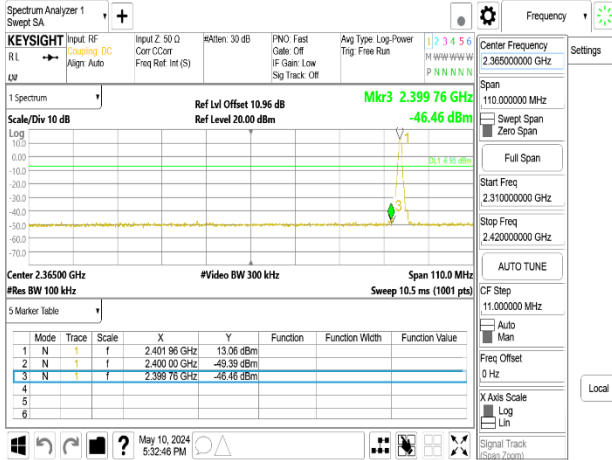 Spectrum Analyzer 1
Swept SA
+
Frequency
KEYSIGHT Input: RF Input Z: 50 Ω #Atten: 30 dB PNO: Fast Avg Type: Log-Power 1 2 3 4 5 6
RL Coupling: DC Corr CCorr Gate: Off Trig: Free Run M W W W W W
Align: Auto Freq Ref: Int (S) IF Gain: Low P N N N N N
Sig Track: Off
LXI
1 Spectrum
Scale/Div 10 dB
Ref Lvl Offset 10.96 dB
Ref Level 20.00 dBm
Mkr3 2.399 76 GHz
-46.46 dBm
Log
10.0
0.00
-10.0
-20.0
-30.0
-40.0
-50.0
-60.0
-70.0
1
DL1 -6.95 dBm
3
Center 2.36500 GHz #Video BW 300 kHz Span 110.0 MHz
#Res BW 100 kHz Sweep 10.5 ms (1001 pts)
5 Marker Table
Mode Trace Scale X Y Function Function Width Function Value
1 N 1 f 2.401 96 GHz 13.06 dBm
2 N 1 f 2.400 00 GHz -49.39 dBm
3 N 1 f 2.399 76 GHz -46.46 dBm
4
5
6
May 10, 2024
5:32:46 PM
?
Center Frequency
2.365000000 GHz
Settings
Span
110.000000 MHz
Swept Span
Zero Span
Full Span
Start Freq
2.310000000 GHz
Stop Freq
2.420000000 GHz
AUTO TUNE
CF Step
11.000000 MHz
Auto
Man
Freq Offset
0 Hz
X Axis Scale
Log
Lin
Local
Signal Track
(Span Zoom)